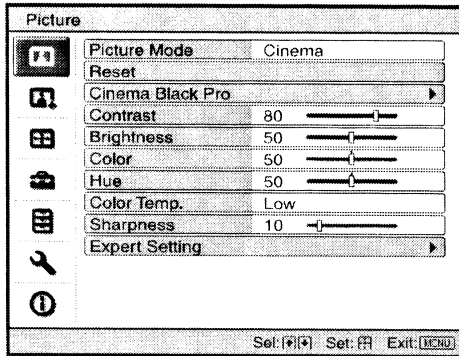 Picture
Picture Mode Cinema
Reset
Cinema Black Pro
Contrast 80
Brightness 50
Color 50
Hue 50
Color Temp. Low
Sharpness 10
Expert Setting
Sel: Set: Exit: MENU